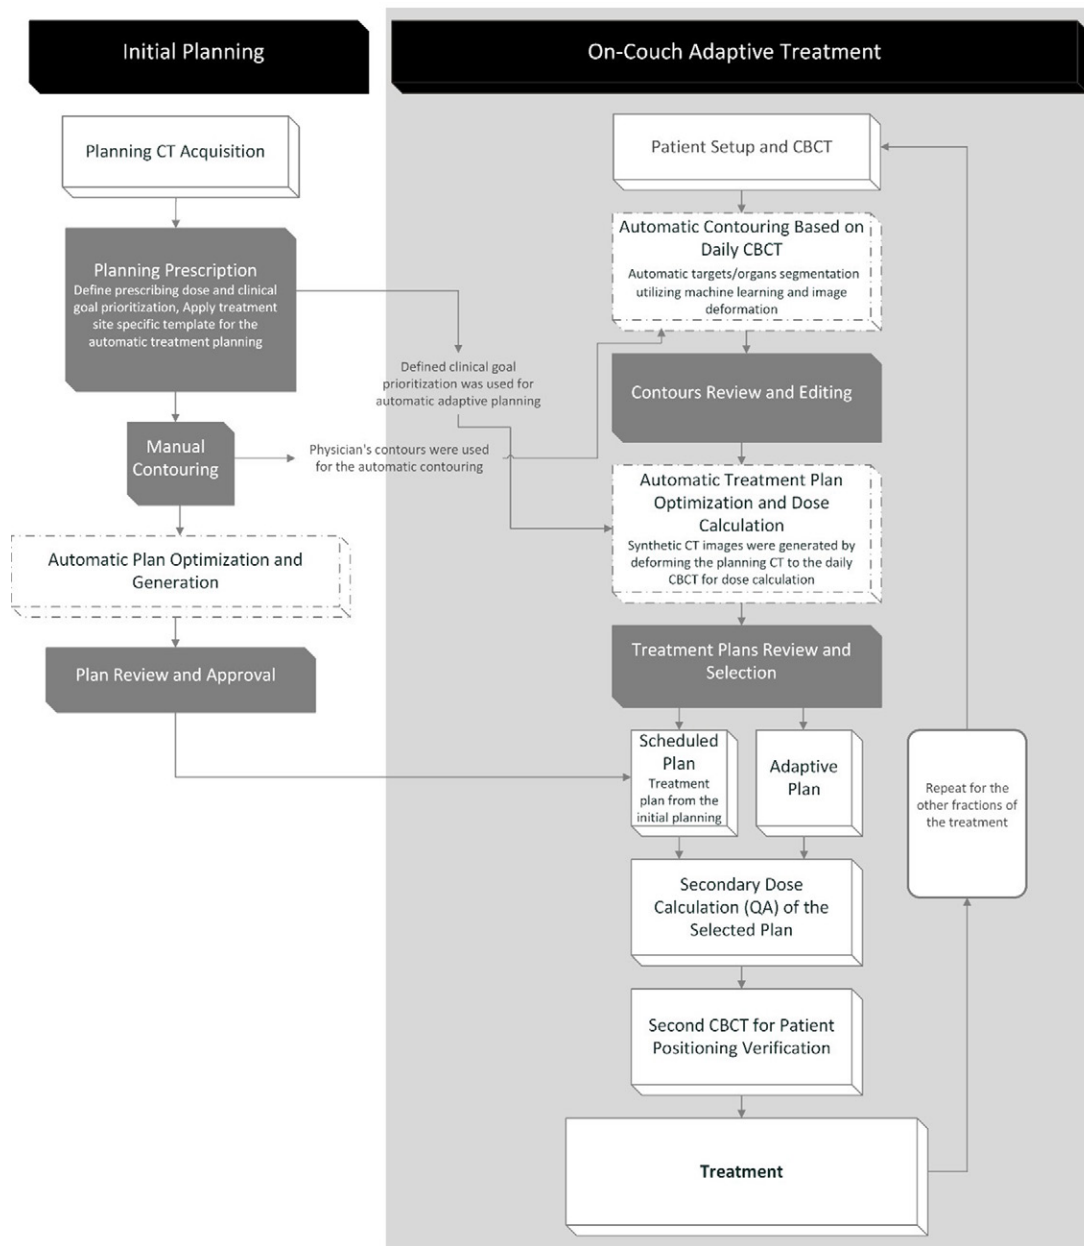 Initial Planning
Planning CT Acquisition
Planning Prescription
Define prescribing dose and clinical
goal prioritization, Apply treatment
site specific template for the
automatic treatment planning
Manual
Contouring
Automatic Plan Optimization and
Generation
Plan Review and Approval
Defined clinical goal
prioritization was used for
automatic adaptive planning
Physician's contours were used
for the automatic contouring
On-Couch Adaptive Treatment
Patient Setup and CBCT
Automatic Contouring Based on
Daily CBCT
Automatic targets/organs segmentation
utilizing machine learning and image
deformation
Contours Review and Editing
Automatic Treatment Plan
Optimization and Dose
Calculation
Synthetic CT images were generated by
deforming the planning CT to the daily
CBCT for dose calculation
Treatment Plans Review and
Selection
Scheduled
Plan
Treatment
plan from the
initial planning
Adaptive
Plan
Secondary Dose
Calculation (QA) of the
Selected Plan
Second CBCT for Patient
Positioning Verification
Treatment
Repeat for the
other fractions of
the treatment